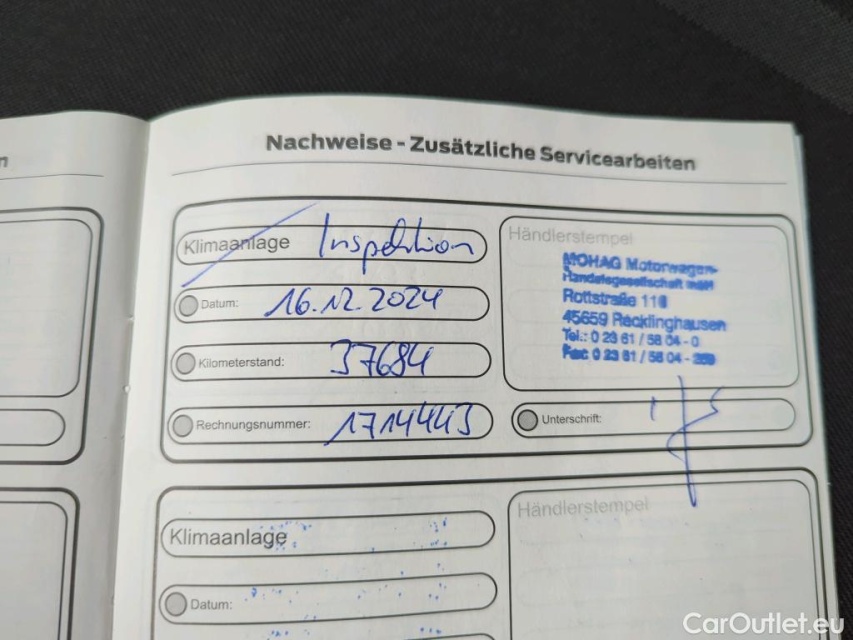 n
Nachweise - Zusätzliche Servicearbeiten
Klimaanlage Inspektion
Händlerstempel
MOHAG Motorwagen-
Handelsgesellschaft mbH
Rottstraße 110
45659 Recklinghausen
Tel.: 0 23 61 / 58 04 - 0
Fax: 0 23 61 / 58 04 -
Datum: 16.12.2024
Kilometerstand: 37684
Rechnungsnummer: 1714443
Unterschrift:
Klimaanlage
Händlerstempel
Datum:
CarOutlet.eu